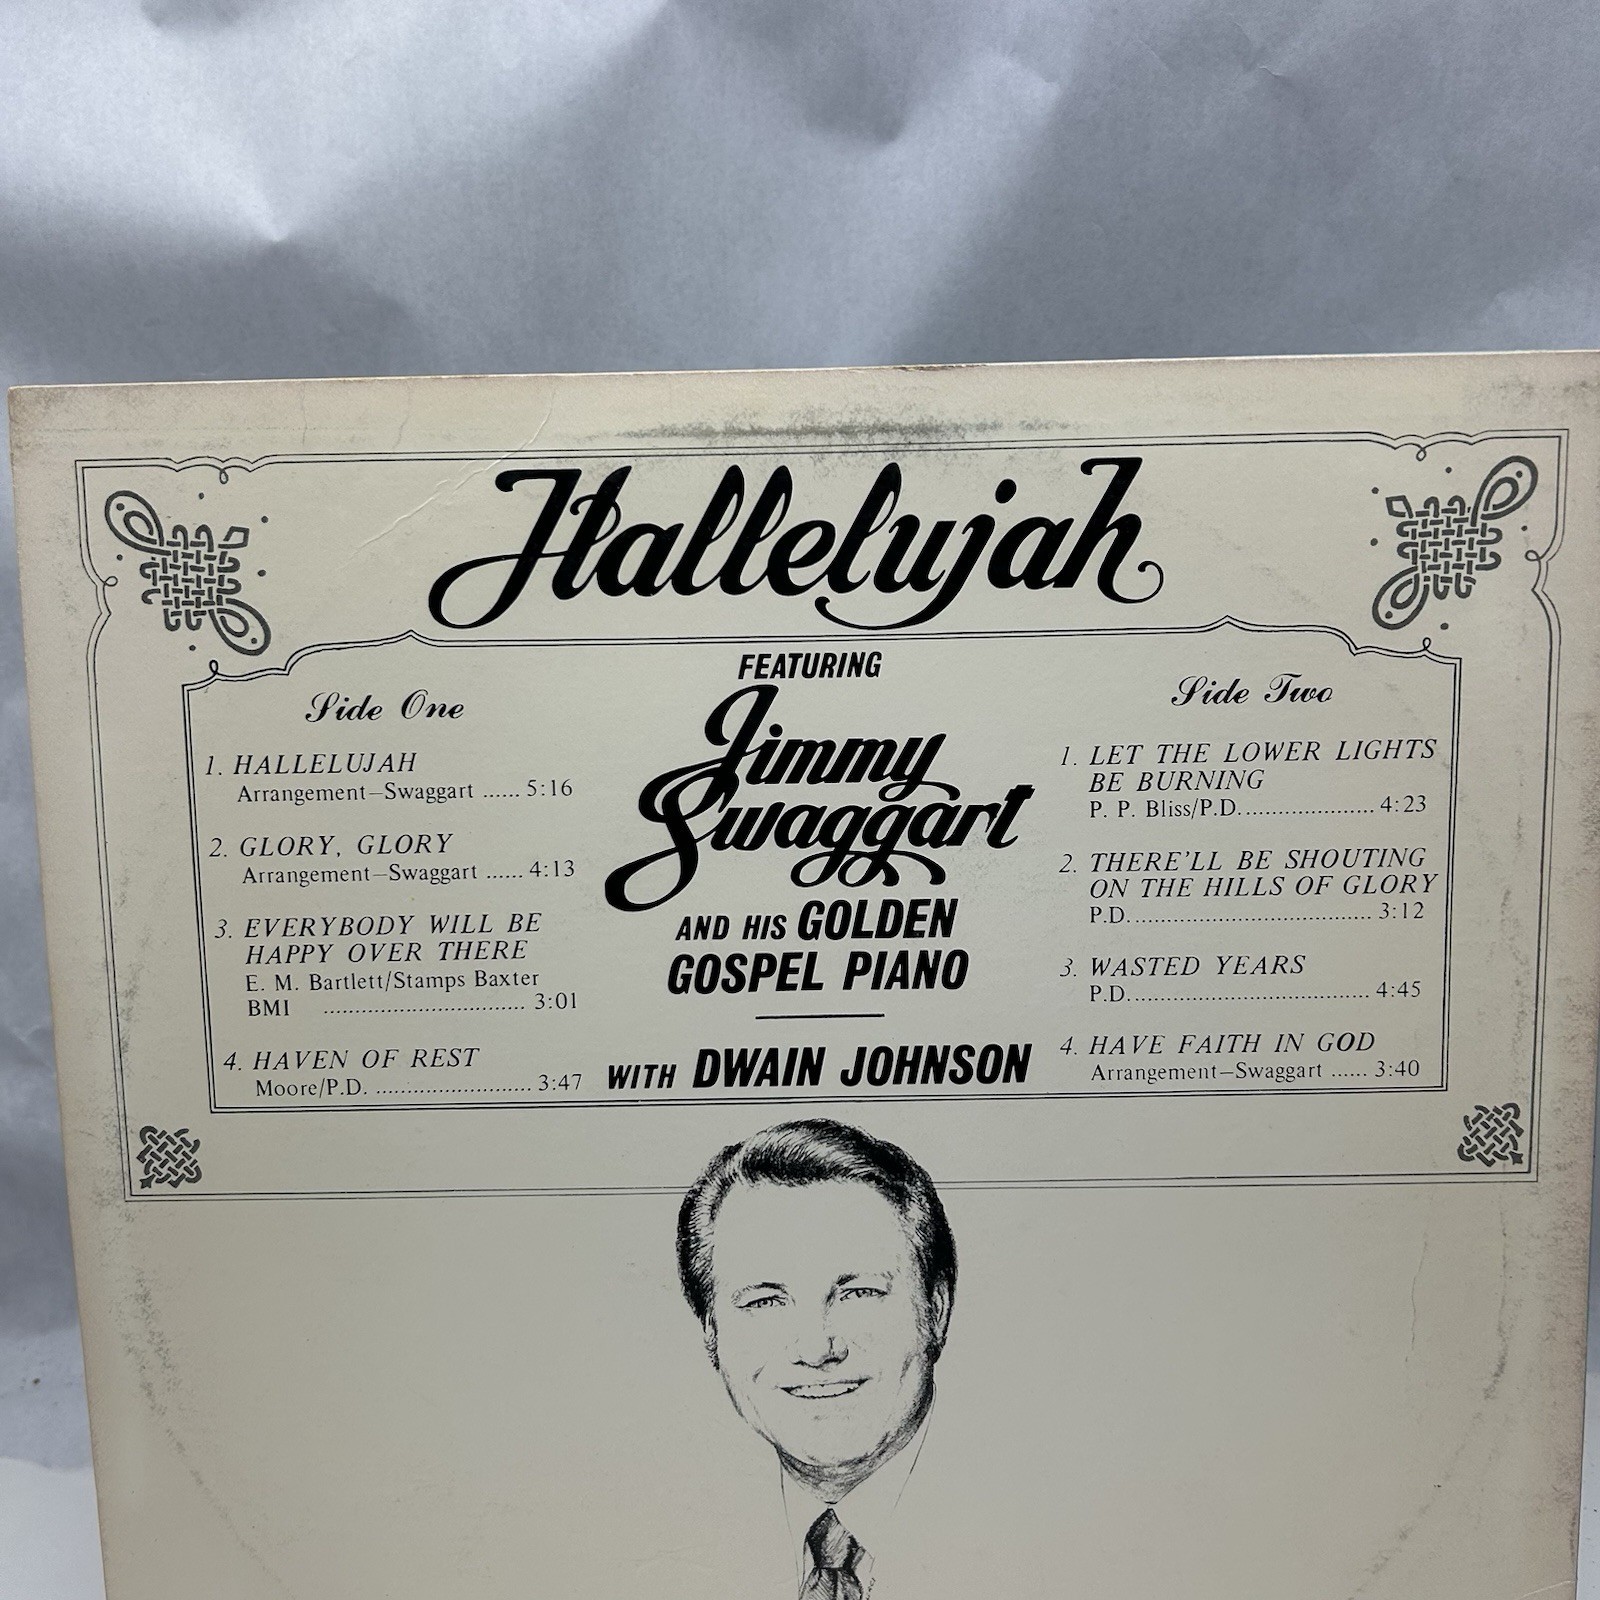 Hallelujah
FEATURING
Jimmy
Swaggart
AND HIS GOLDEN
GOSPEL PIANO
WITH DWAIN JOHNSON
Side One
1. HALLELUJAH
Arrangement—Swaggart ...... 5:16
2. GLORY, GLORY
Arrangement—Swaggart ...... 4:13
3. EVERYBODY WILL BE
HAPPY OVER THERE
E. M. Bartlett/Stamps Baxter
BMI ................................ 3:01
4. HAVEN OF REST
Moore/P.D. ......................... 3:47
Side Two
1. LET THE LOWER LIGHTS
BE BURNING
P. P. Bliss/P.D...................... 4:23
2. THERE'LL BE SHOUTING
ON THE HILLS OF GLORY
P.D...................................... 3:12
3. WASTED YEARS
P.D...................................... 4:45
4. HAVE FAITH IN GOD
Arrangement—Swaggart ...... 3:40